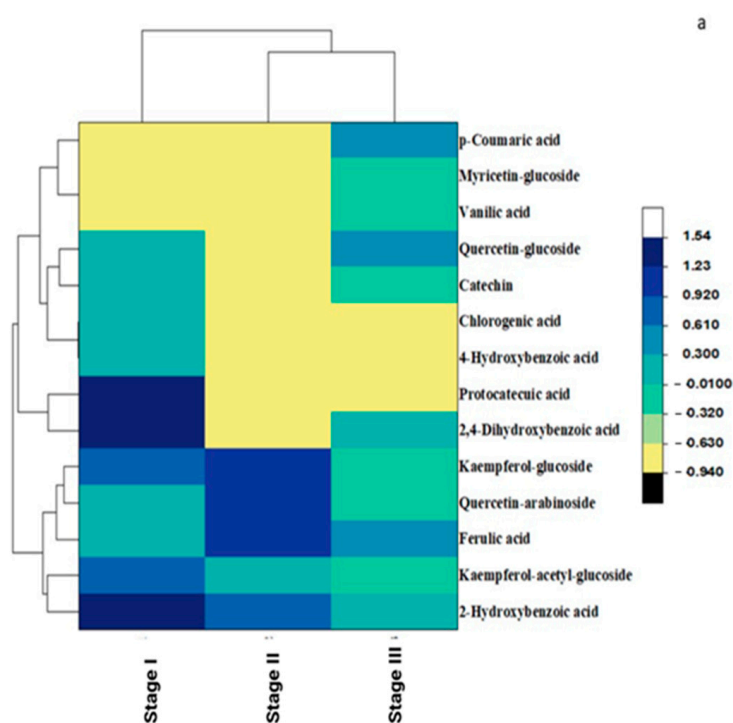 a
p-Coumaric acid
Myricetin-glucoside
Vanilic acid
Quercetin-glucoside
Catechin
Chlorogenic acid
4-Hydroxybenzoic acid
Protocatecuic acid
2,4-Dihydroxybenzoic acid
Kaempferol-glucoside
Quercetin-arabinoside
Ferulic acid
Kaempferol-acetyl-glucoside
2-Hydroxybenzoic acid
1.54
1.23
0.920
0.610
0.300
-0.0100
-0.320
-0.630
-0.940
Stage I
Stage II
Stage III